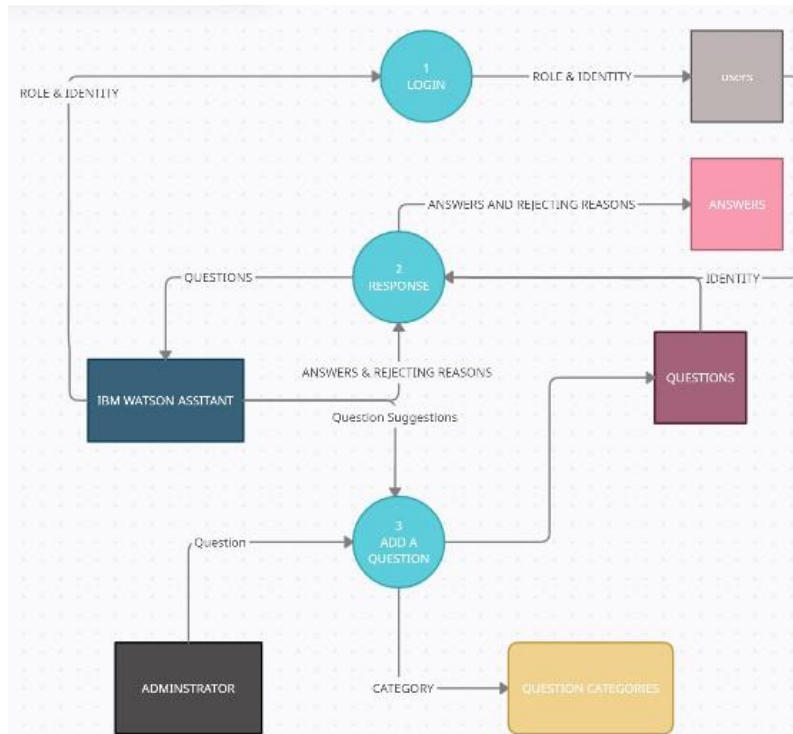 1
LOGIN
ROLE & IDENTITY
users
ROLE & IDENTITY
ANSWERS AND REJECTING REASONS
ANSWERS
2
RESPONSE
QUESTIONS
IDENTITY
ANSWERS & REJECTING REASONS
QUESTIONS
IBM WATSON ASSITANT
Question Suggestions
3
ADD A
QUESTION
Question
ADMINSTRATOR
CATEGORY
QUESTION CATEGORIES